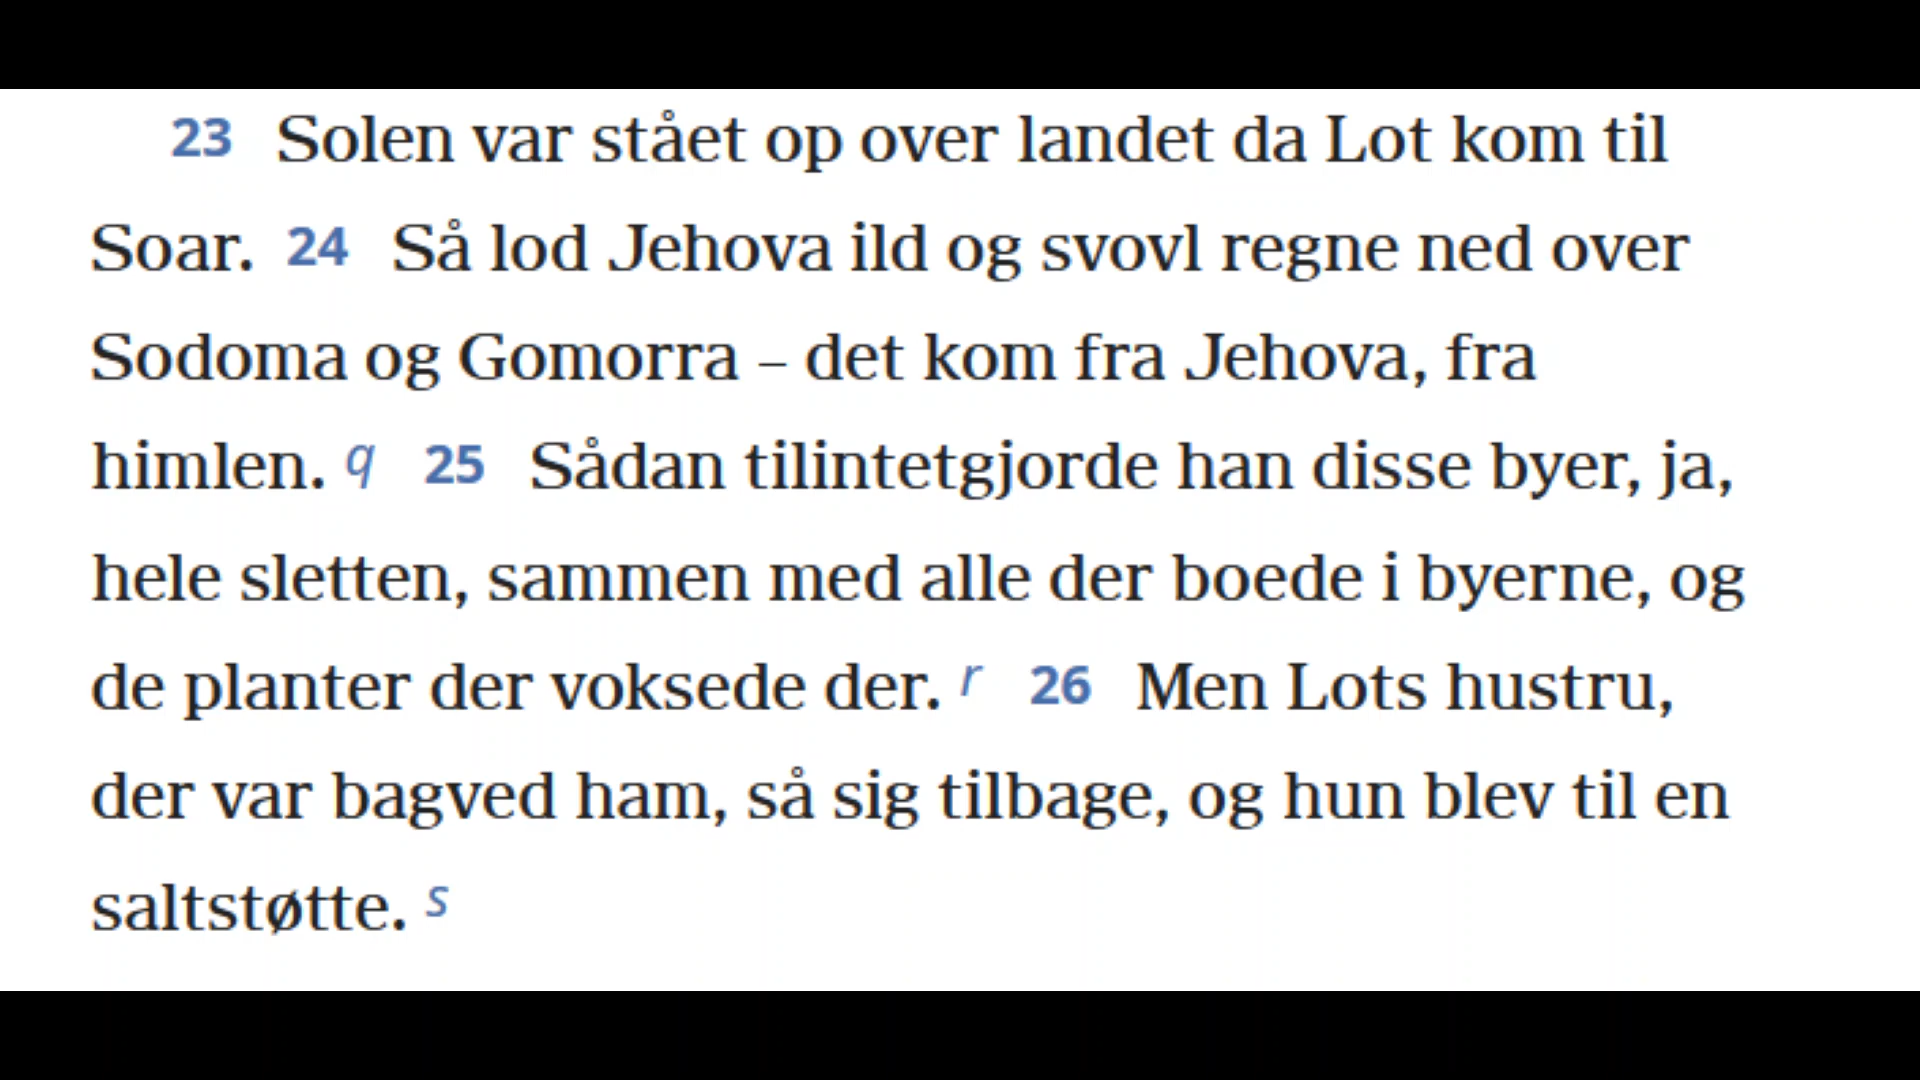 23 Solen var stået op over landet da Lot kom til
Soar. 24 Så lod Jehova ild og svovl regne ned over
Sodoma og Gomorra – det kom fra Jehova, fra
himlen. q 25 Sådan tilintetgjorde han disse byer, ja,
hele sletten, sammen med alle der boede i byerne, og
de planter der voksede der. r 26 Men Lots hustru,
der var bagved ham, så sig tilbage, og hun blev til en
saltstøtte. s